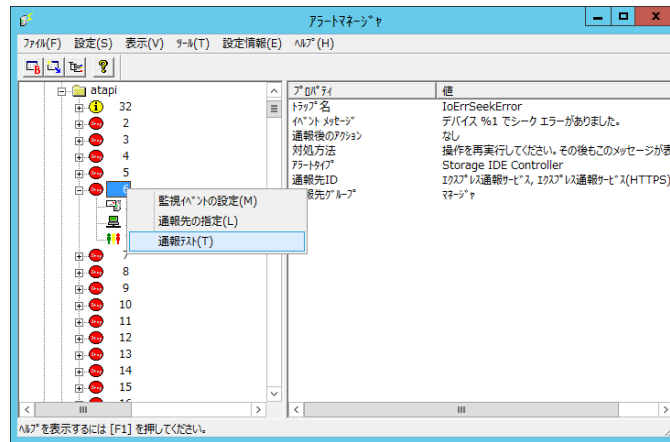 アラートマネージャ
ファイル(F) 設定(S) 表示(V) ツール(T) 設定情報(E) ヘルプ(H)
atapi
32
2
3
4
5
6
監視イベントの設定(M)
通報先の指定(L)
通報テスト(T)
7
8
9
10
11
12
13
14
15
16
プロパティ 値
トラップ名 IoErrSeekError
イベント メッセージ デバイス %1 でシーク エラーがありました。
通報後のアクション なし
対処方法 操作を再実行してください。その後もこのメッセージが表
アラートタイプ Storage IDE Controller
通報先ID エクスプレス通報サービス, エクスプレス通報サービス(HTTPS)
報先グループ マネージャ
ヘルプを表示するには [F1] を押してください。